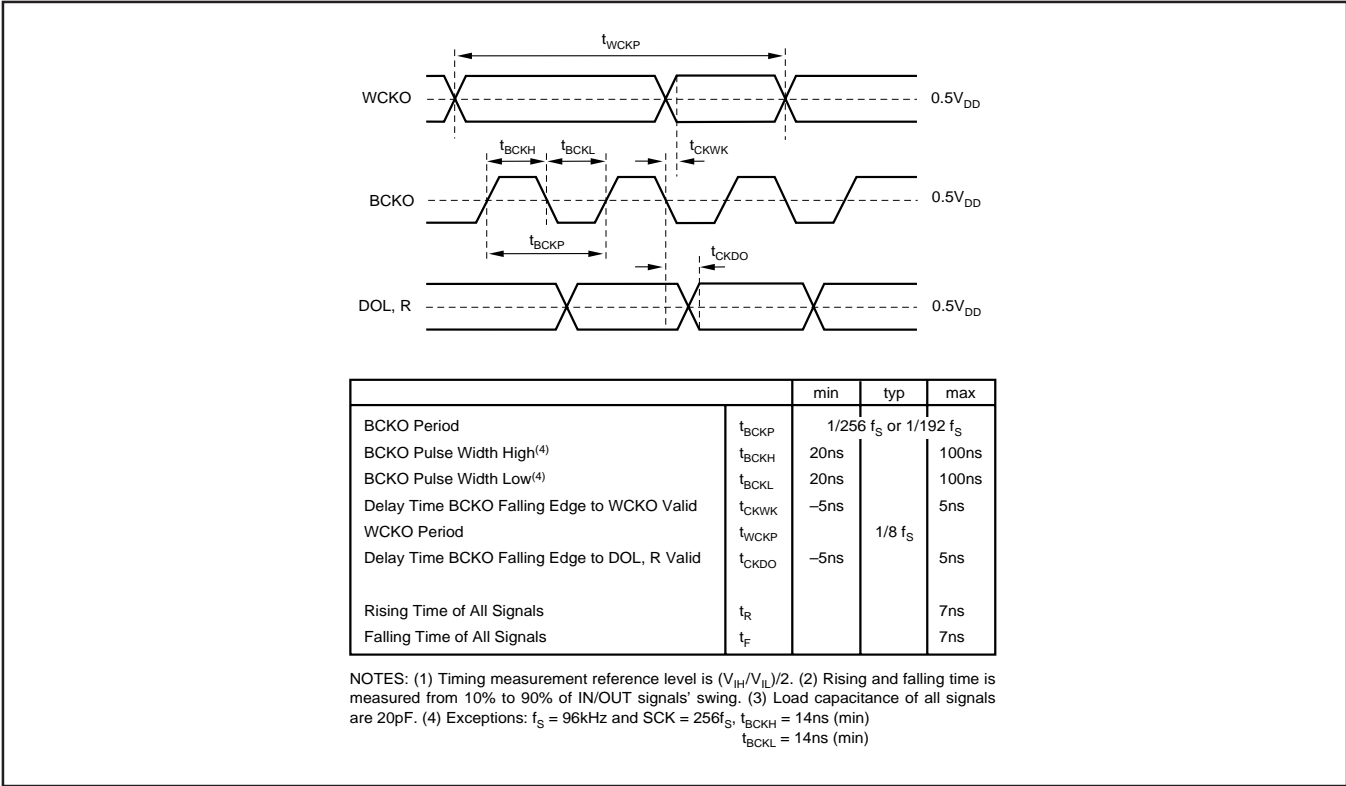 tWCKP
WCKO
0.5VDD
tBCKH
tBCKL
tCKWK
BCKO
0.5VDD
tBCKP
tCKDO
DOL, R
0.5VDD
min typ max
BCKO Period tBCKP 1/256 fS or 1/192 fS
BCKO Pulse Width High(4) tBCKH 20ns 100ns
BCKO Pulse Width Low(4) tBCKL 20ns 100ns
Delay Time BCKO Falling Edge to WCKO Valid tCKWK –5ns 5ns
WCKO Period tWCKP 1/8 fS
Delay Time BCKO Falling Edge to DOL, R Valid tCKDO –5ns 5ns
Rising Time of All Signals tR 7ns
Falling Time of All Signals tF 7ns
NOTES: (1) Timing measurement reference level is (VIH/VIL)/2. (2) Rising and falling time is
measured from 10% to 90% of IN/OUT signals' swing. (3) Load capacitance of all signals
are 20pF. (4) Exceptions: fS = 96kHz and SCK = 256fS, tBCKH = 14ns (min)
tBCKL = 14ns (min)